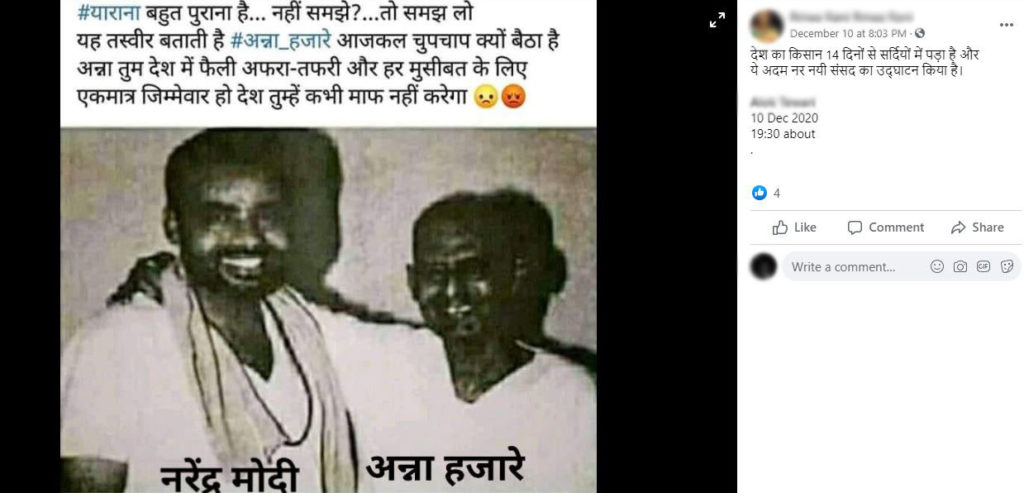 #याराना बहुत पुराना है... नहीं समझे?...तो समझ लो
यह तस्वीर बताती है #अन्ना_हजारे आजकल चुपचाप क्यों बैठा है
अन्ना तुम देश में फैली अफरा-तफरी और हर मुसीबत के लिए
एकमात्र जिम्मेवार हो देश तुम्हें कभी माफ नहीं करेगा 😞😡
नरेंद्र मोदी
अन्ना हजारे
December 10 at 8:03 PM ·
देश का किसान 14 दिनों से सर्दियों में पड़ा है और
ये अदम नर नयी संसद का उद्घाटन किया है।
10 Dec 2020
19:30 about
.
4
Like Comment Share
Write a comment...